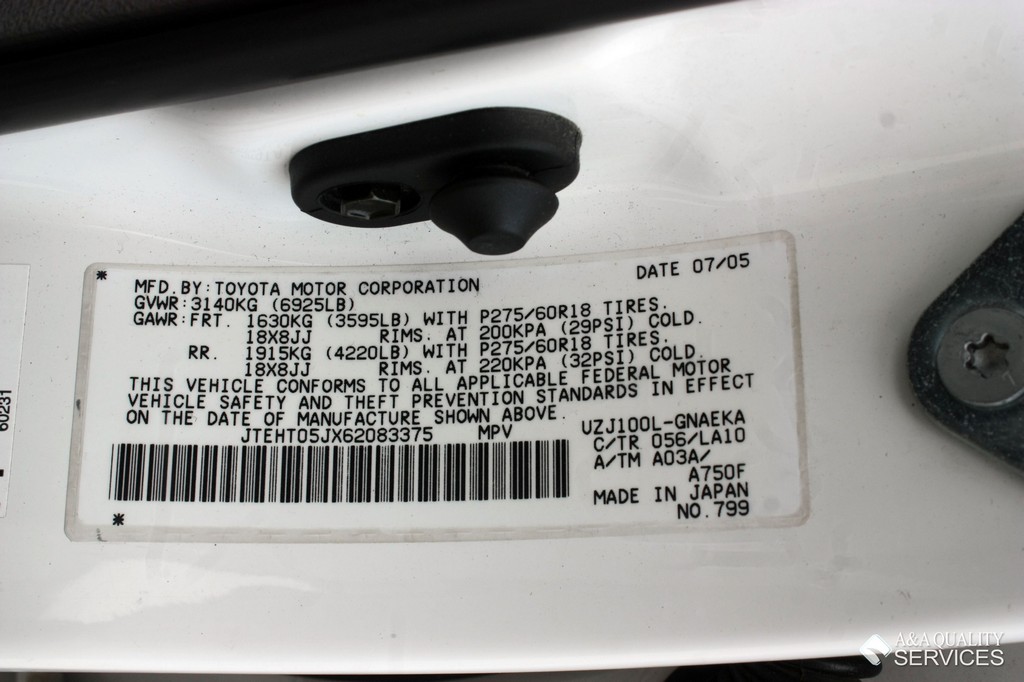 DATE 07/05
MFD.BY:TOYOTA MOTOR CORPORATION
GVWR:3140KG (6925LB)
GAWR:FRT. 1630KG (3595LB) WITH P275/60R18 TIRES.
18X8JJ RIMS. AT 200KPA (29PSI) COLD.
RR. 1915KG (4220LB) WITH P275/60R18 TIRES.
18X8JJ RIMS. AT 220KPA (32PSI) COLD.
THIS VEHICLE CONFORMS TO ALL APPLICABLE FEDERAL MOTOR
VEHICLE SAFETY AND THEFT PREVENTION STANDARDS IN EFFECT
ON THE DATE OF MANUFACTURE SHOWN ABOVE.
JTEHT05JX62083375 MPV
UZJ100L-GNAEKA
C/TR 056/LA10
A/TM A03A/
A750F
MADE IN JAPAN
NO.799
60231
A&A QUALITY
SERVICES